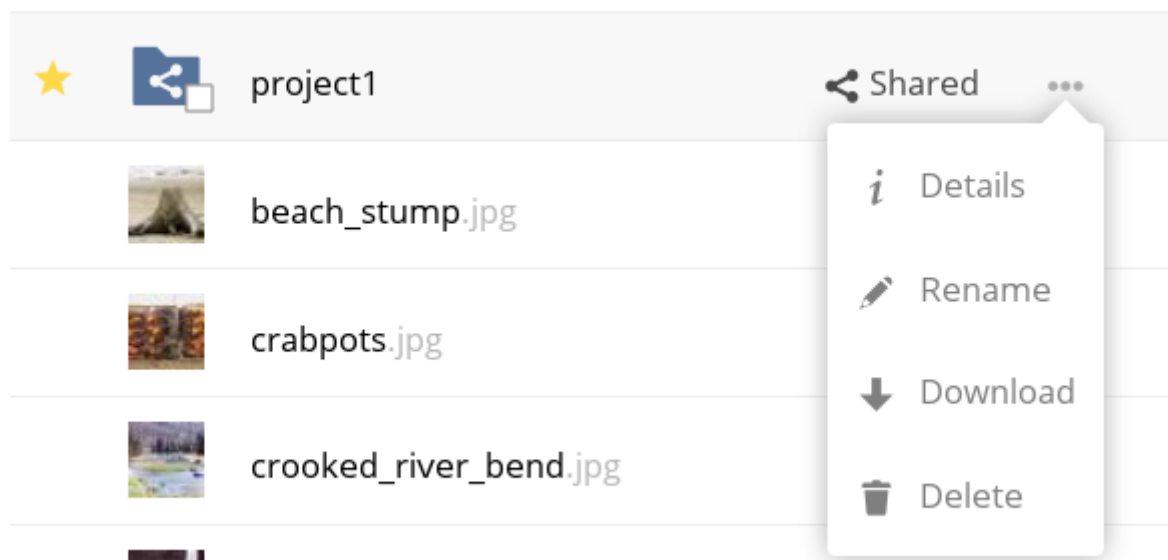 project1 Shared
Details
beach_stump.jpg
Rename
crabpots.jpg
Download
crooked_river_bend.jpg
Delete